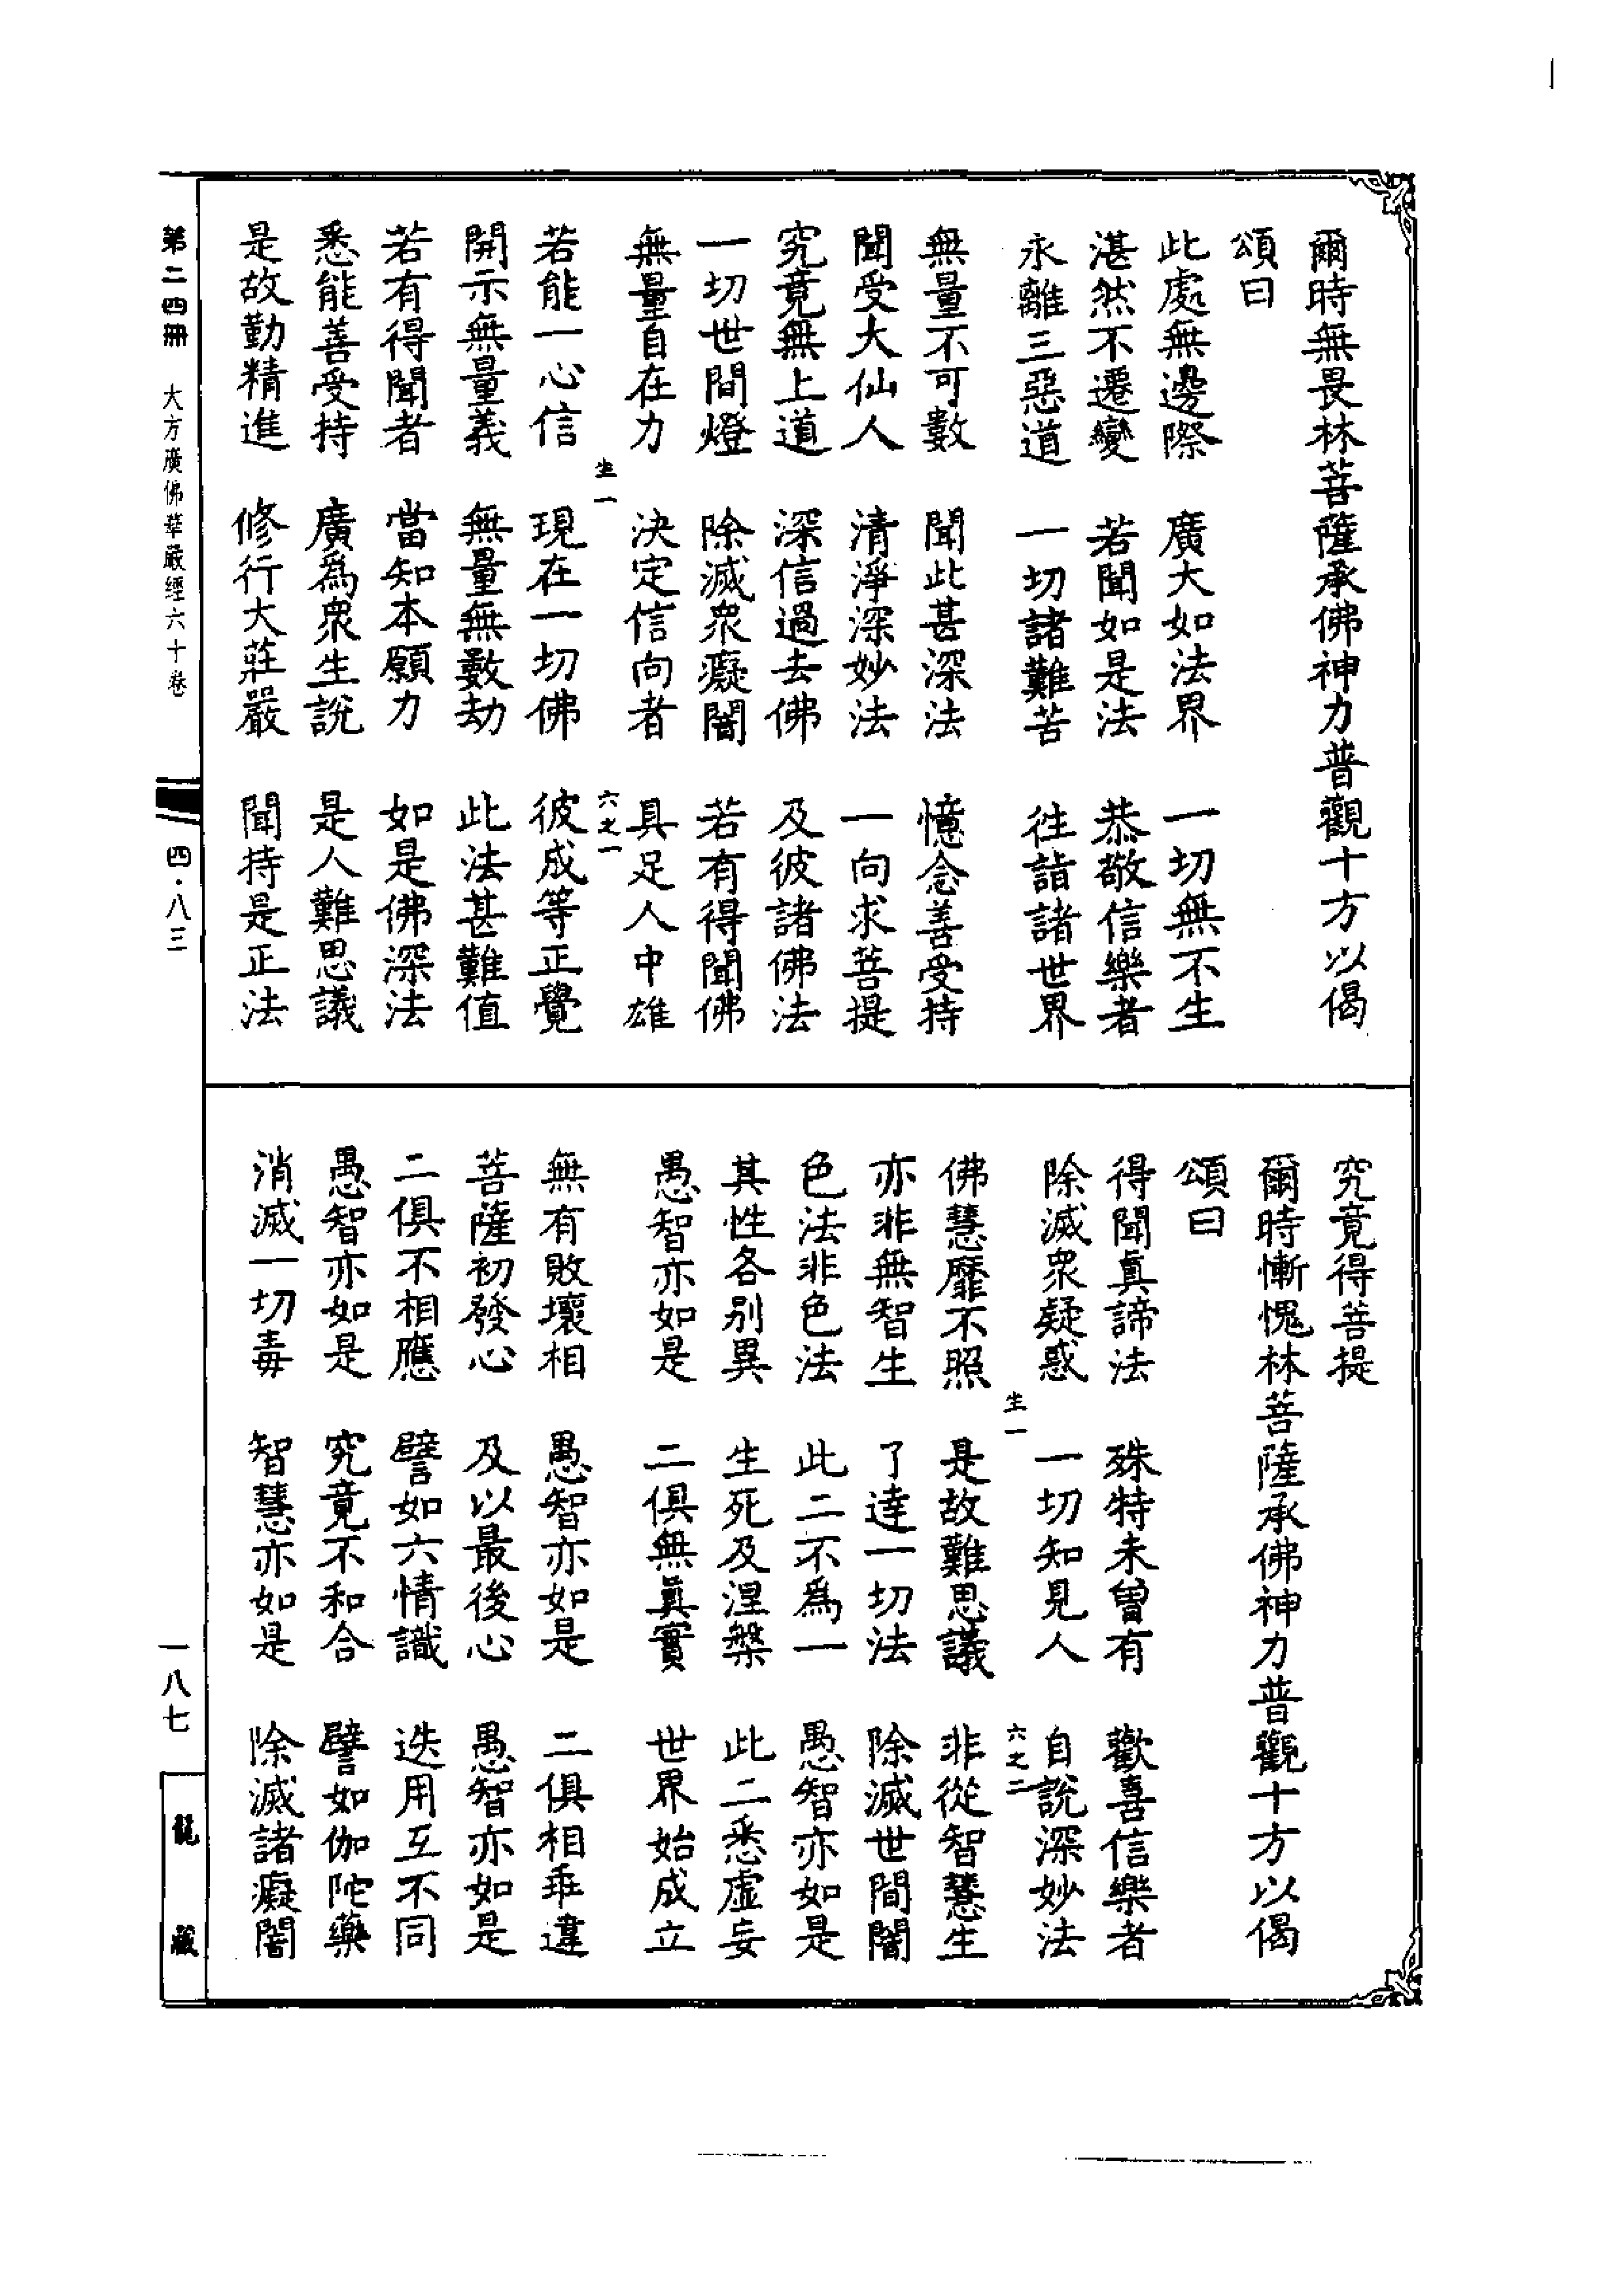 爾時無畏林菩薩承佛神力普觀十方以偈
頌曰
此處無邊際　廣大如法界　一切無不生
湛然不遷變　若聞如是法　恭敬信樂者
永離三惡道　一切諸難苦　往詣諸世界
無量不可數　聞此甚深法　憶念善受持
聞受大仙人　清淨深妙法　一向求菩提
究竟無上道　深信過去佛　及彼諸佛法
一切世間燈　除滅衆癡闇　若有得聞佛
無量自在力　決定信向者　具足人中雄
生一　六之一
若能一心信　現在一切佛　彼成等正覺
開示無量義　無量無數劫　此法甚難值
若有得聞者　當知本願力　如是佛深法
悉能善受持　廣爲衆生說　是人難思議
是故勤精進　修行大莊嚴　聞持是正法
究竟得菩提
爾時慚愧林菩薩承佛神力普觀十方以偈
頌曰
得聞眞諦法　殊特未曾有　歡喜信樂者
除滅衆疑惑　一切知見人　自說深妙法
生一　六之二
佛慧靡不照　是故難思議　非從智慧生
亦非無智生　了達一切法　除滅世間闇
色法非色法　此二不爲一　愚智亦如是
其性各別異　生死及涅槃　此二悉虛妄
愚智亦如是　二俱無眞實　世界始成立
無有敗壞相　愚智亦如是　二俱相乖違
菩薩初發心　及以最後心　愚智亦如是
二俱不相應　譬如六情識　迭用互不同
愚智亦如是　究竟不和合　譬如伽陀藥
消滅一切毒　智慧亦如是　除滅諸癡闇
第二四冊　大方廣佛華嚴經六十卷　四·八三
一八七
龍藏